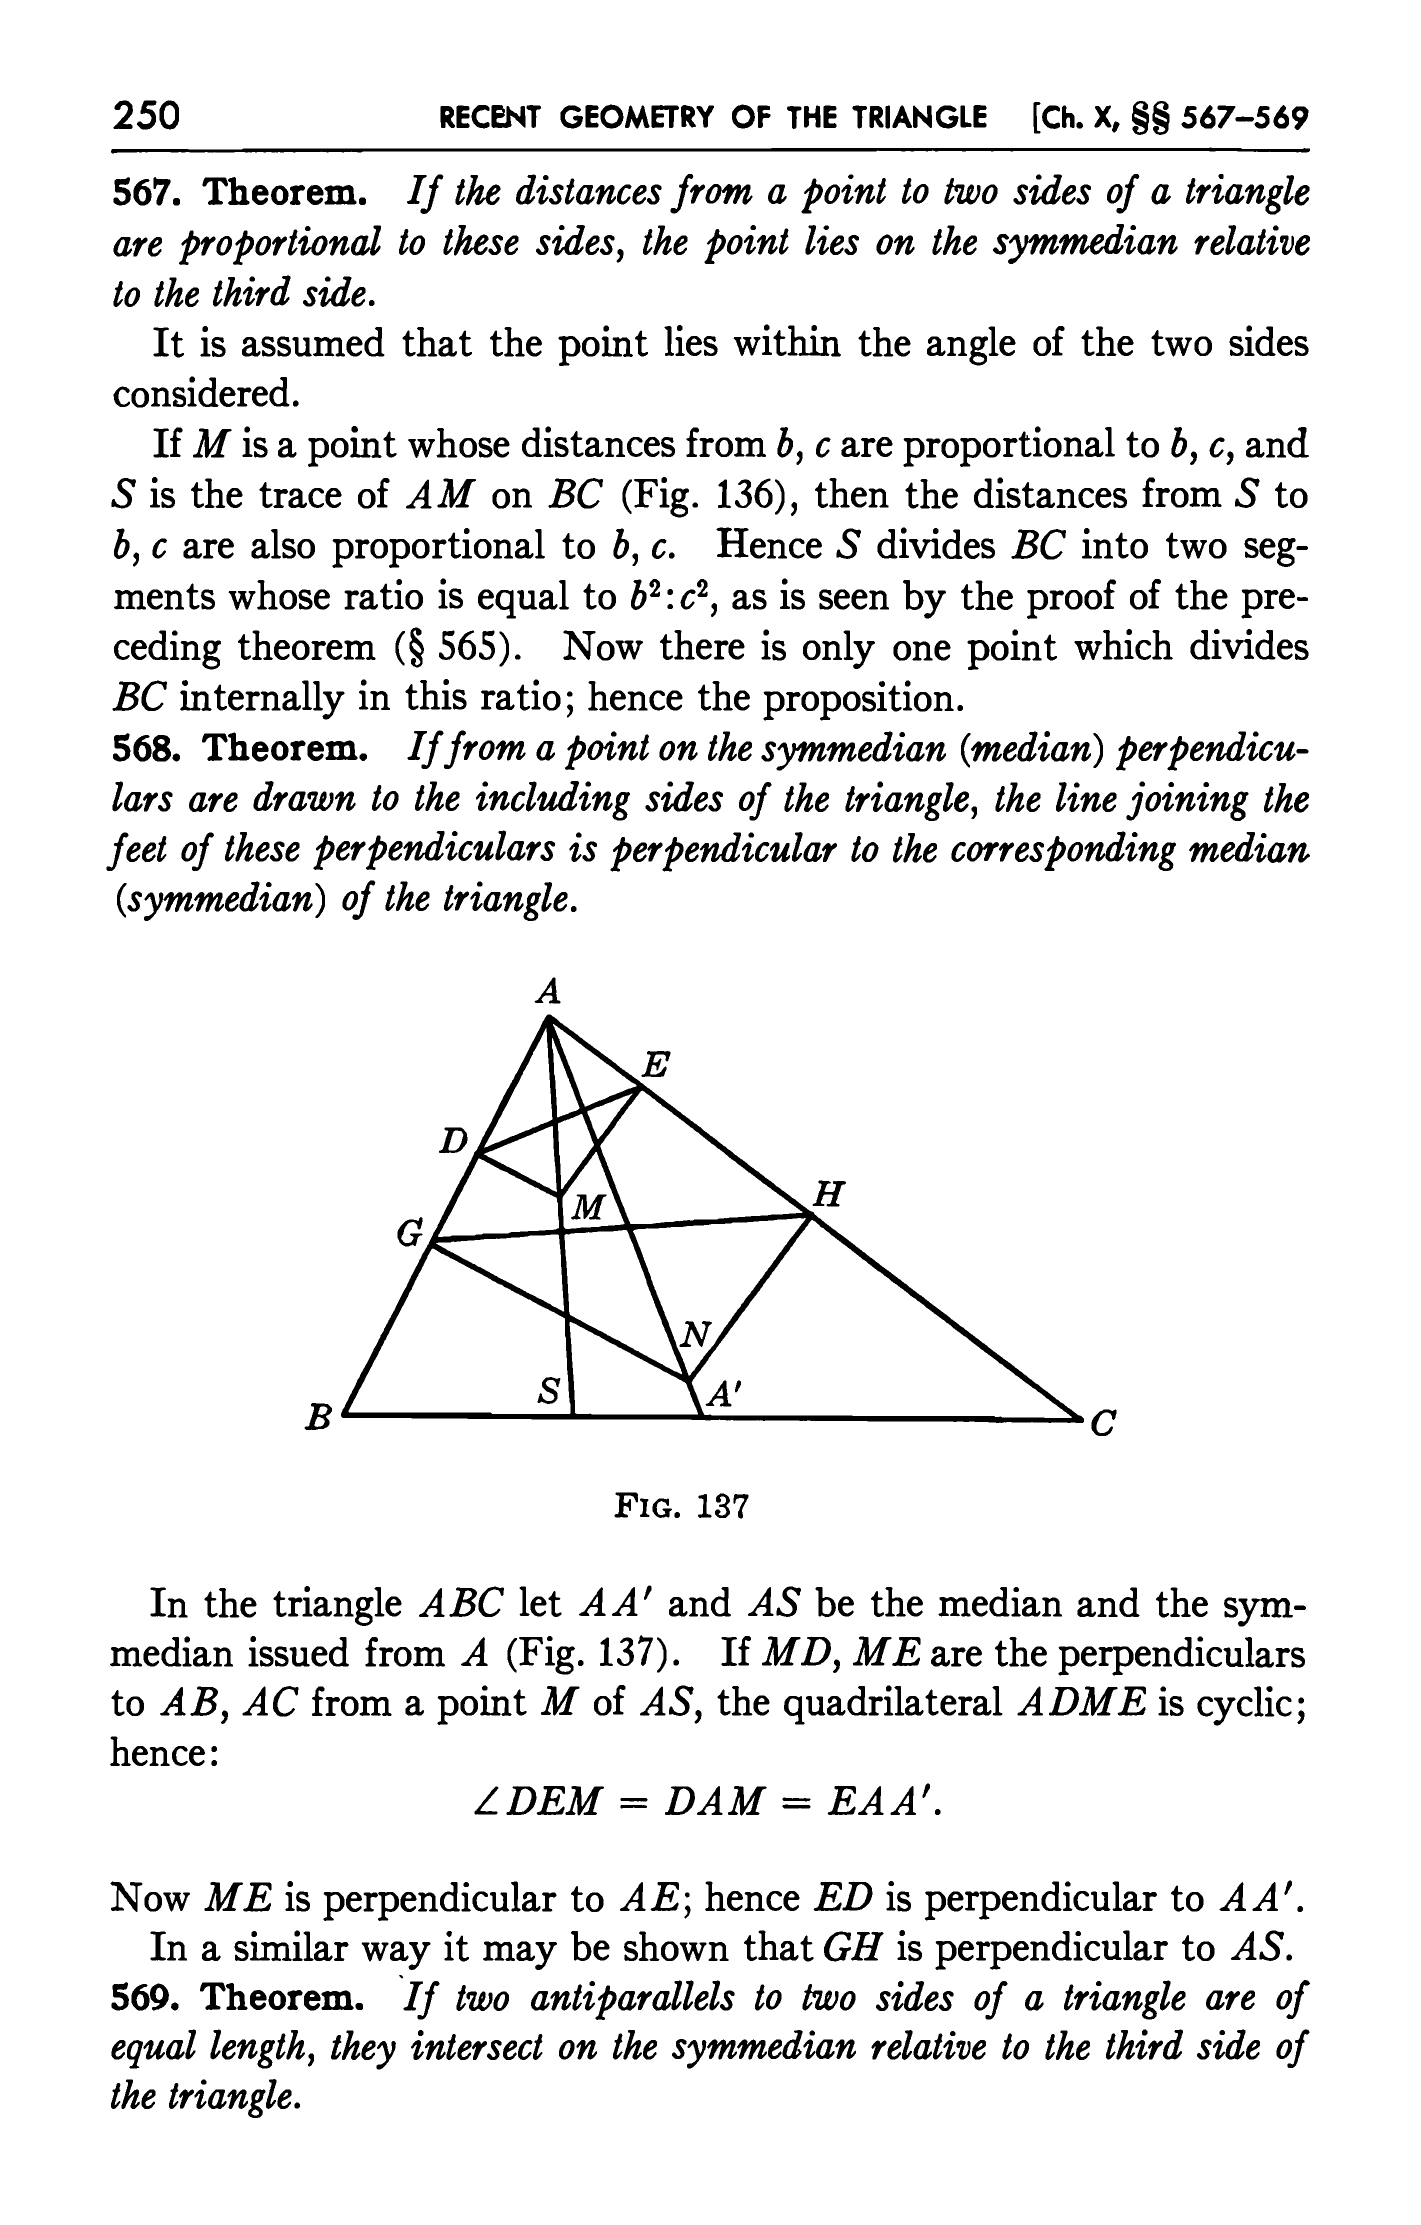 250 RECENT GEOMETRY OF THE TRIANGLE [Ch. X, §§ 567–569
567. Theorem. If the distances from a point to two sides of a triangle
are proportional to these sides, the point lies on the symmedian relative
to the third side.
It is assumed that the point lies within the angle of the two sides
considered.
If M is a point whose distances from b, c are proportional to b, c, and
S is the trace of AM on BC (Fig. 136), then the distances from S to
b, c are also proportional to b, c. Hence S divides BC into two seg-
ments whose ratio is equal to b²:c², as is seen by the proof of the pre-
ceding theorem (§ 565). Now there is only one point which divides
BC internally in this ratio; hence the proposition.
568. Theorem. If from a point on the symmedian (median) perpendicu-
lars are drawn to the including sides of the triangle, the line joining the
feet of these perpendiculars is perpendicular to the corresponding median
(symmedian) of the triangle.
A
E
D
M
H
G
N
S
A′
B
C
FIG. 137
In the triangle ABC let AA′ and AS be the median and the sym-
median issued from A (Fig. 137). If MD, ME are the perpendiculars
to AB, AC from a point M of AS, the quadrilateral ADME is cyclic;
hence:
∠DEM = DAM = EAA′.
Now ME is perpendicular to AE; hence ED is perpendicular to AA′.
In a similar way it may be shown that GH is perpendicular to AS.
569. Theorem. If two antiparallels to two sides of a triangle are of
equal length, they intersect on the symmedian relative to the third side of
the triangle.